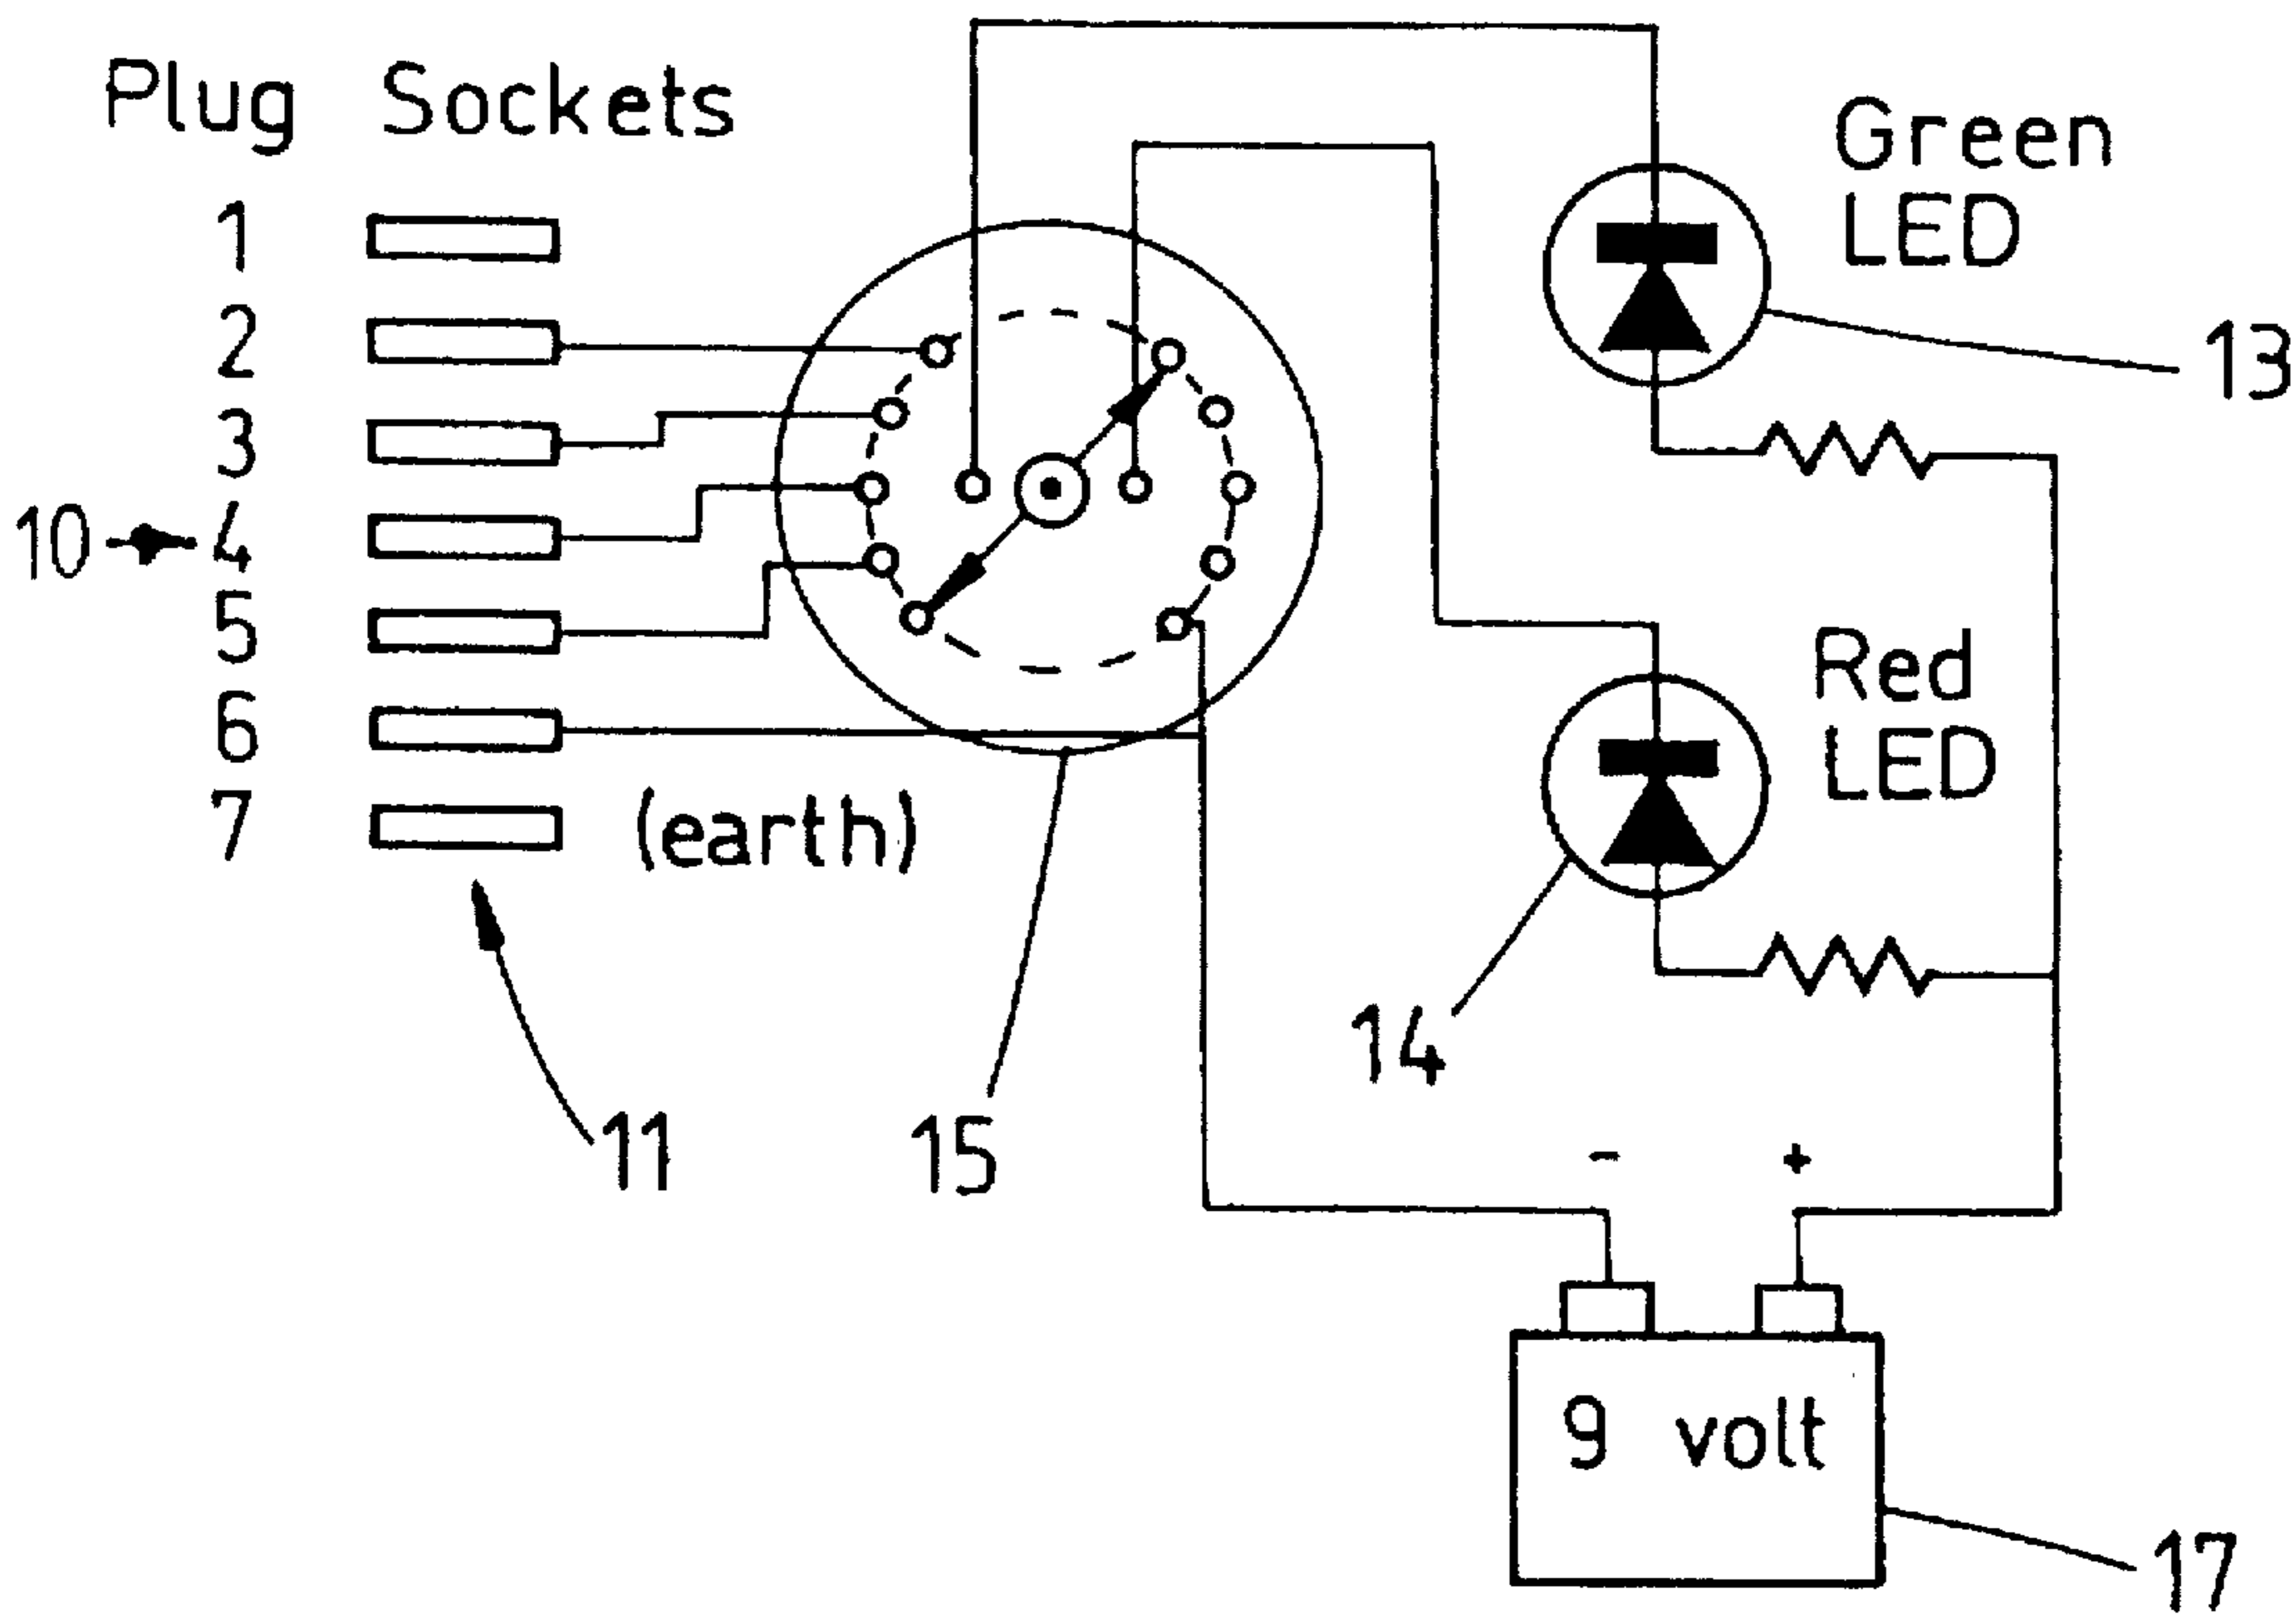 Plug Sockets
1
2
3
10 4
5
6
7 (earth)
11
15
Green
LED
13
Red
LED
14
- +
9 volt
17